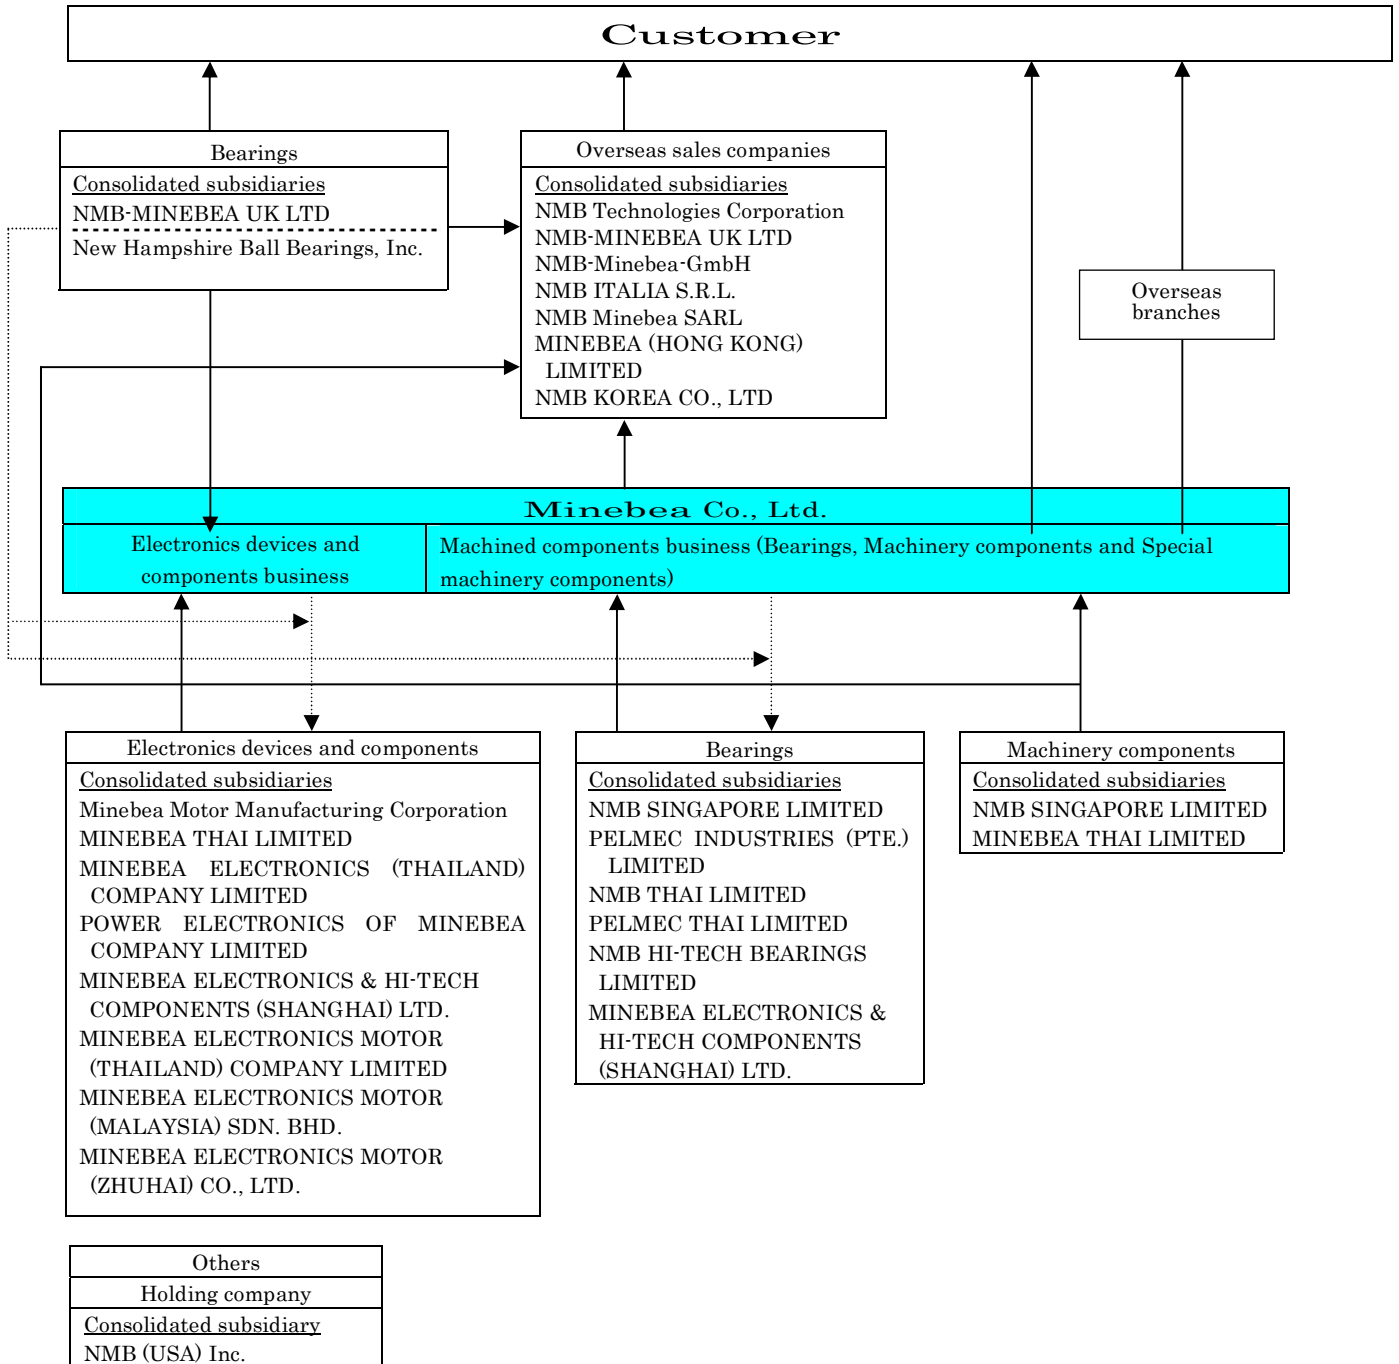 Customer
Bearings
Consolidated subsidiaries
NMB-MINEBEA UK LTD
New Hampshire Ball Bearings, Inc.
Overseas sales companies
Consolidated subsidiaries
NMB Technologies Corporation
NMB-MINEBEA UK LTD
NMB-Minebea-GmbH
NMB ITALIA S.R.L.
NMB Minebea SARL
MINEBEA (HONG KONG)
LIMITED
NMB KOREA CO., LTD
Overseas
branches
Minebea Co., Ltd.
Electronics devices and
components business
Machined components business (Bearings, Machinery components and Special
machinery components)
Electronics devices and components
Consolidated subsidiaries
Minebea Motor Manufacturing Corporation
MINEBEA THAI LIMITED
MINEBEA ELECTRONICS (THAILAND)
COMPANY LIMITED
POWER ELECTRONICS OF MINEBEA
COMPANY LIMITED
MINEBEA ELECTRONICS & HI-TECH
COMPONENTS (SHANGHAI) LTD.
MINEBEA ELECTRONICS MOTOR
(THAILAND) COMPANY LIMITED
MINEBEA ELECTRONICS MOTOR
(MALAYSIA) SDN. BHD.
MINEBEA ELECTRONICS MOTOR
(ZHUHAI) CO., LTD.
Bearings
Consolidated subsidiaries
NMB SINGAPORE LIMITED
PELMEC INDUSTRIES (PTE.)
LIMITED
NMB THAI LIMITED
PELMEC THAI LIMITED
NMB HI-TECH BEARINGS
LIMITED
MINEBEA ELECTRONICS &
HI-TECH COMPONENTS
(SHANGHAI) LTD.
Machinery components
Consolidated subsidiaries
NMB SINGAPORE LIMITED
MINEBEA THAI LIMITED
Others
Holding company
Consolidated subsidiary
NMB (USA) Inc.